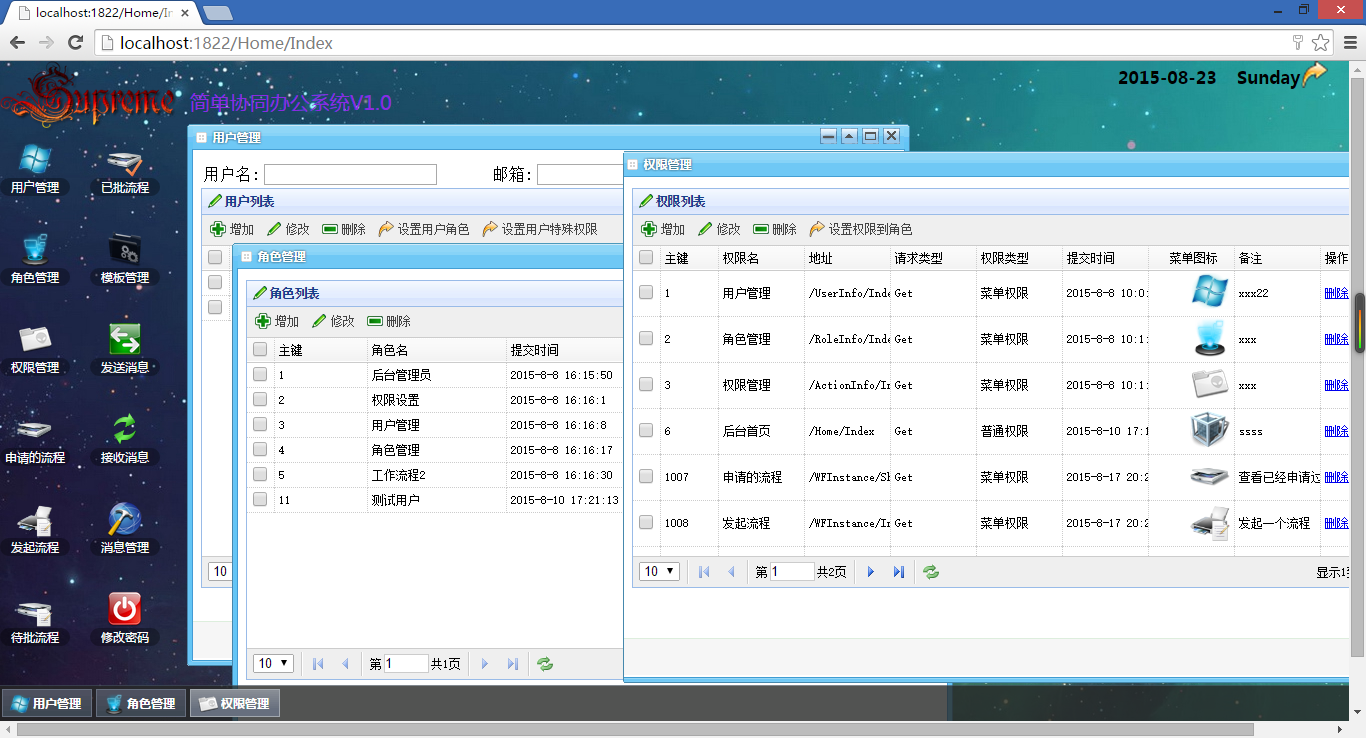 localhost:1822/Home/In
localhost:1822/Home/Index
Supreme
简单协同办公系统V1.0
2015-08-23 Sunday
用户管理
已批流程
角色管理
模板管理
权限管理
发送消息
申请的流程
接收消息
发起流程
消息管理
待批流程
修改密码
用户管理
用户名:
邮箱:
用户列表
增加 修改 删除 设置用户角色 设置用户特殊权限
10
角色管理
角色列表
增加 修改 删除
主键 角色名 提交时间
1 后台管理员 2015-8-8 16:15:50
2 权限设置 2015-8-8 16:16:1
3 用户管理 2015-8-8 16:16:8
4 角色管理 2015-8-8 16:16:17
5 工作流程2 2015-8-8 16:16:30
11 测试用户 2015-8-10 17:21:13
10 第 1 共1页
权限管理
权限列表
增加 修改 删除 设置权限到角色
主键 权限名 地址 请求类型 权限类型 提交时间 菜单图标 备注 操作
1 用户管理 /UserInfo/Inde Get 菜单权限 2015-8-8 10:0: xxx22 删除
2 角色管理 /RoleInfo/Inde Get 菜单权限 2015-8-8 10:1: xxx 删除
3 权限管理 /ActionInfo/In Get 菜单权限 2015-8-8 10:1: xxx 删除
6 后台首页 /Home/Index Get 普通权限 2015-8-10 17:1 ssss 删除
1007 申请的流程 /WFInstance/Sh Get 菜单权限 2015-8-17 20:2 查看已经申请过 删除
1008 发起流程 /WFInstance/In Get 菜单权限 2015-8-17 20:2 发起一个流程 删除
10 第 1 共2页 显示1
用户管理 角色管理 权限管理